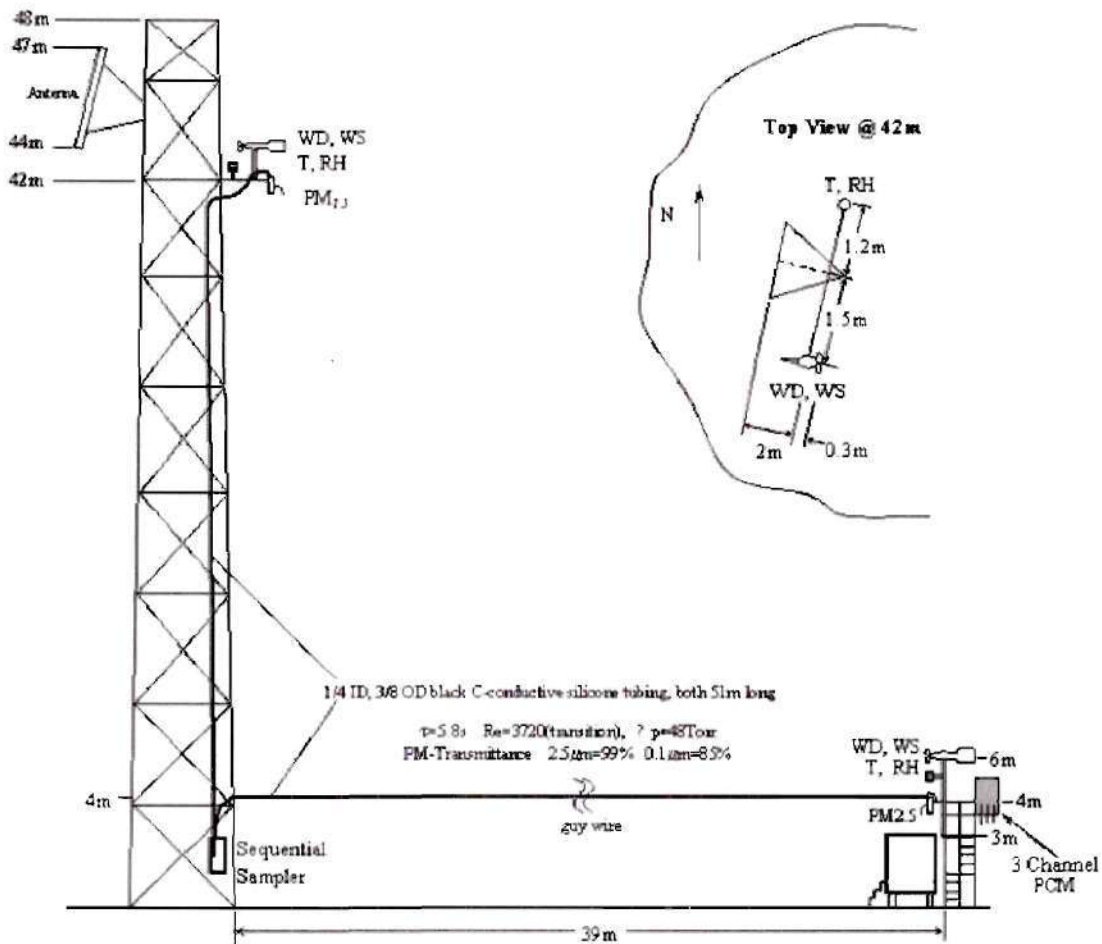 48m
47m
Antenna
44m
42m
WD, WS
T, RH
PM2.5
Top View @ 42m
N
T, RH
1.2m
1.5m
WD, WS
2m
0.3m
1/4 ID, 3/8 OD black C-conductive silicone tubing, both 51m long
τ=5.8s Re=3720(transition), ? p=48Torr
PM-Transmittance 2.5μm=99% 0.1μm=85%
WD, WS
T, RH
6m
4m
4m
PM2.5
guy wire
3m
3 Channel
PCM
Sequential
Sampler
39m